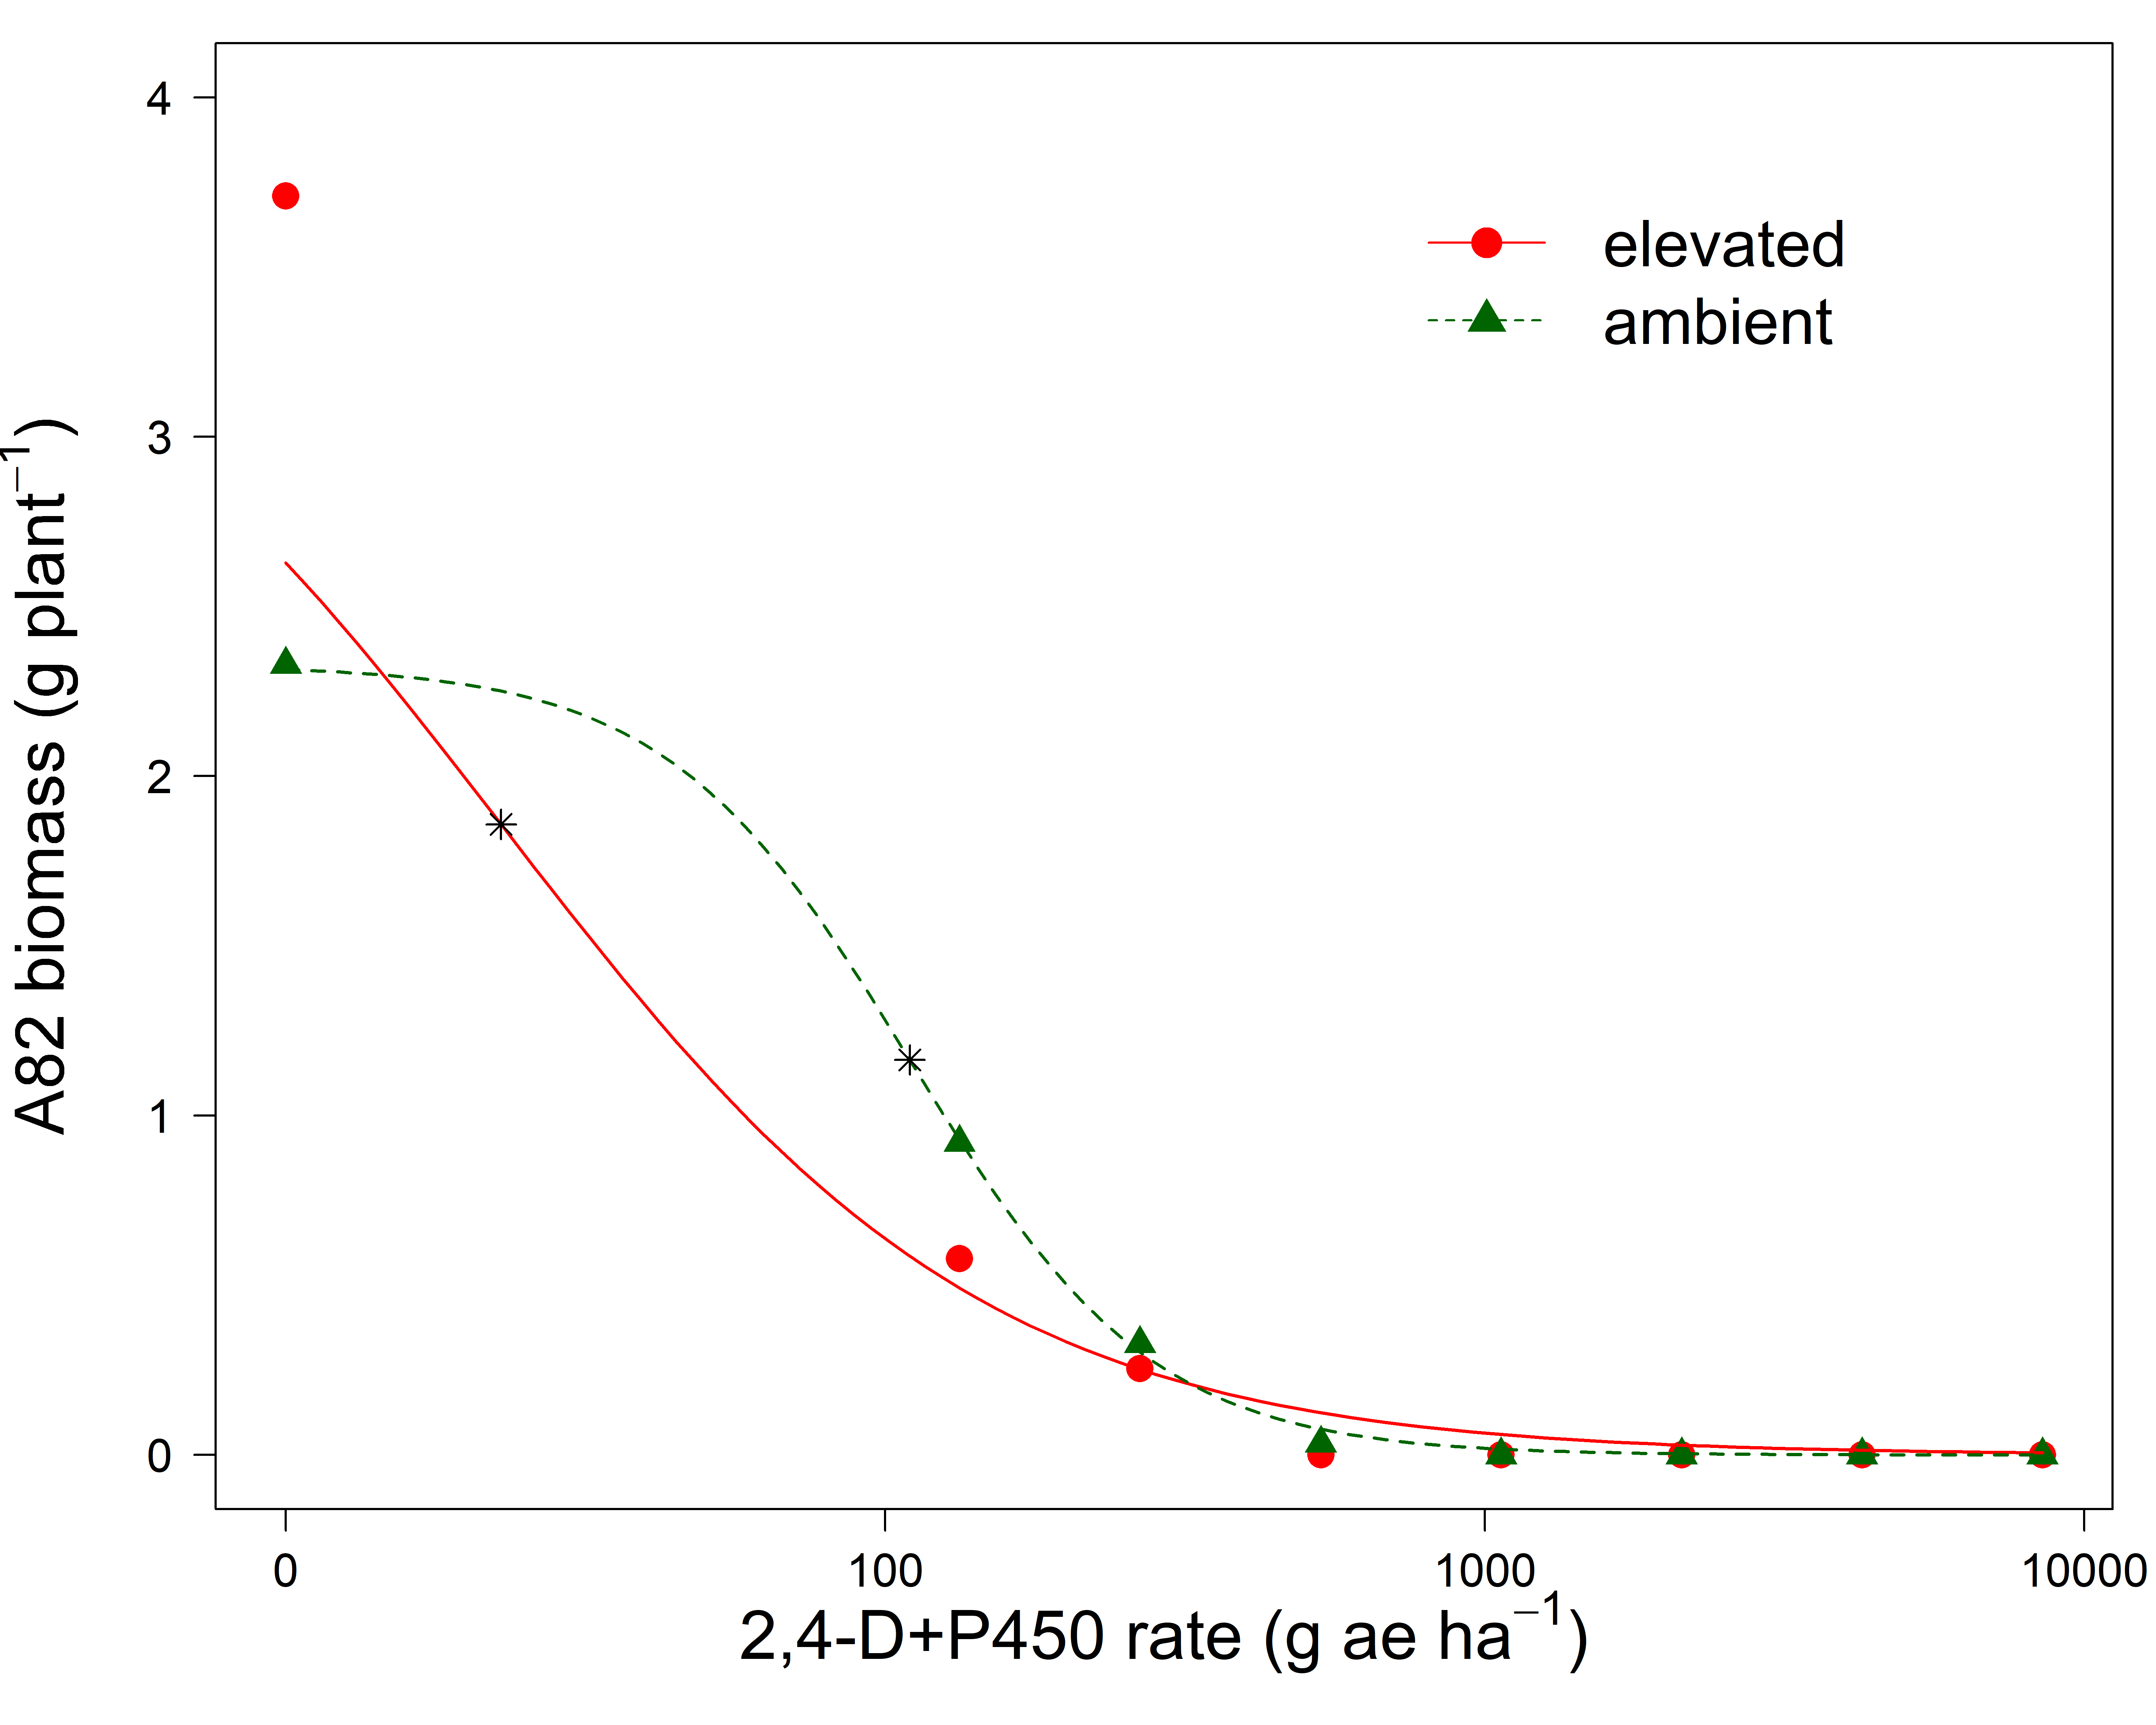 4
3
2
1
0
A82 biomass (g plant⁻¹)
elevated
ambient
0 100 1000 10000
2,4-D+P450 rate (g ae ha⁻¹)